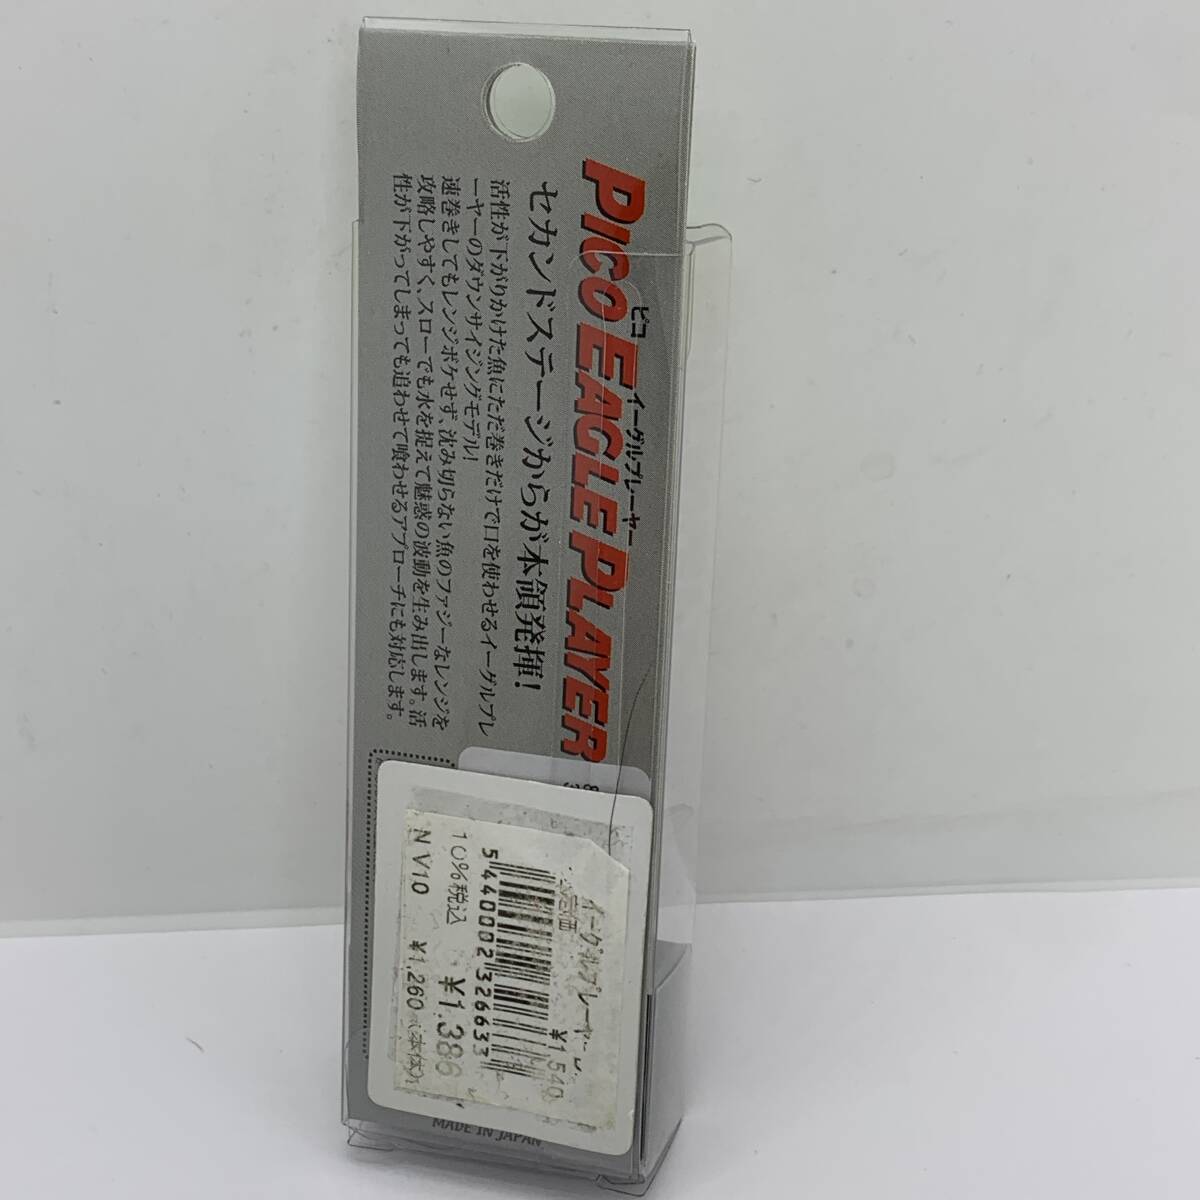 ピコ イーグルプレーヤー
PICO EAGLE PLAYER
セカンドステージからが本領発揮！
活性が下がりかけた魚にただ巻きだけで口を使わせるイーグルプレ
ーヤーのダウンサイジングモデル！
速巻きしてもレンジボケせず、沈み切らない魚のファジーなレンジを
攻略しやすく、スローでも水を捉えて魅惑の波動を生み出します。活
性が下がってしまっても追わせて喰わせるアプローチにも対応します。
イーグルプレーヤー
売価 ¥1,540
5440002326633
10%税込 ¥1,386
N V10 ¥1,260 (本体)
MADE IN JAPAN